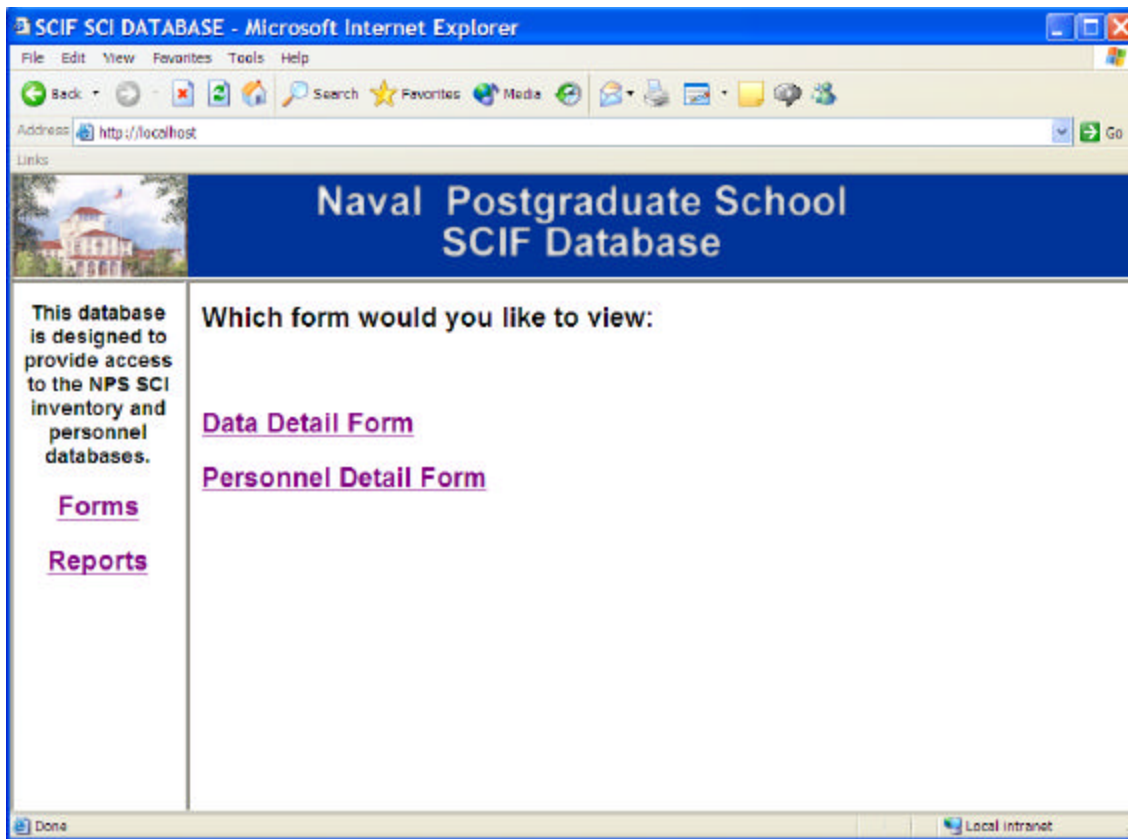 SCIF SCI DATABASE - Microsoft Internet Explorer
File Edit View Favorites Tools Help
Back Search Favorites Media
Address http://localhost Go
Links
Naval Postgraduate School
SCIF Database
This database
is designed to
provide access
to the NPS SCI
inventory and
personnel
databases.
Forms
Reports
Which form would you like to view:
Data Detail Form
Personnel Detail Form
Done Local intranet